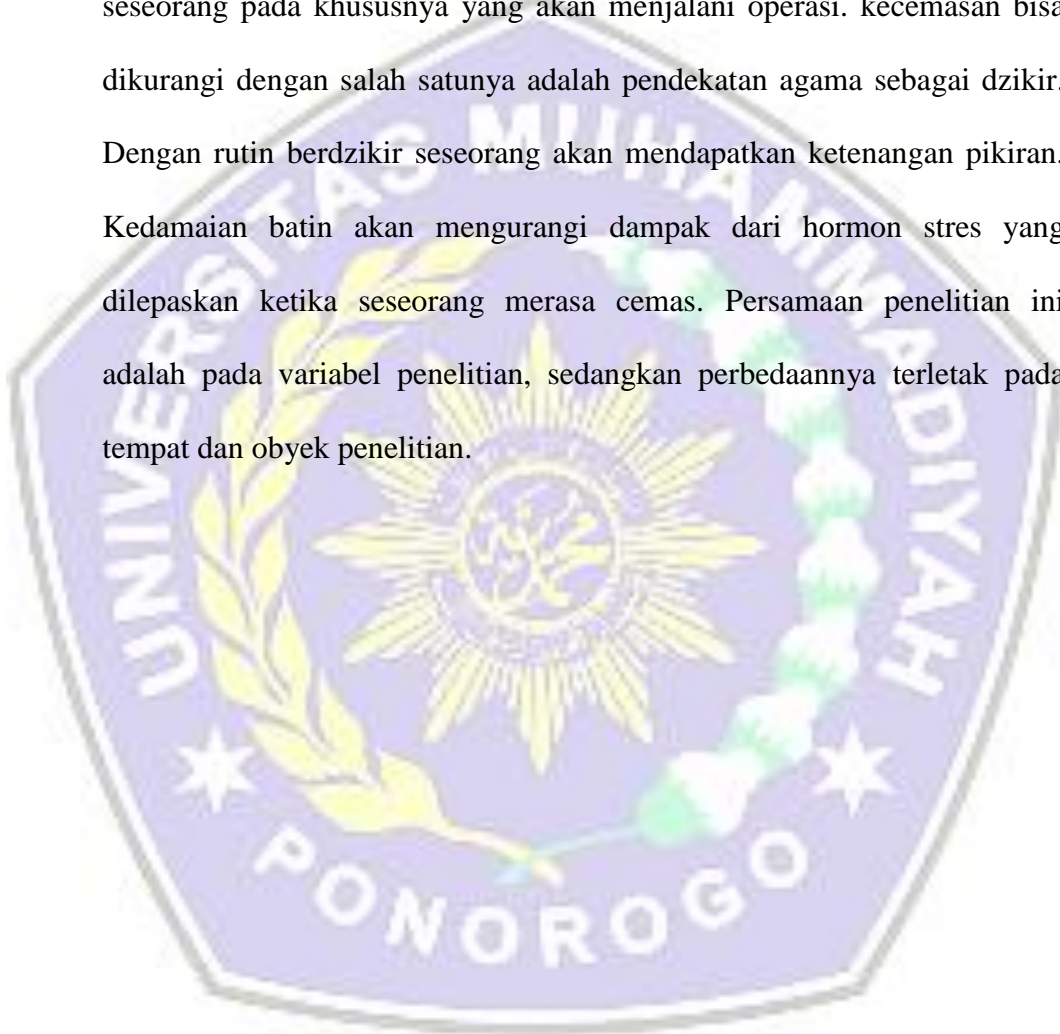 seseorang pada khususnya yang akan menjalani operasi. kecemasan bisa
dikurangi dengan salah satunya adalah pendekatan agama sebagai dzikir.
Dengan rutin berdzikir seseorang akan mendapatkan ketenangan pikiran.
Kedamaian batin akan mengurangi dampak dari hormon stres yang
dilepaskan ketika seseorang merasa cemas. Persamaan penelitian ini
adalah pada variabel penelitian, sedangkan perbedaannya terletak pada
tempat dan obyek penelitian.
UNIVERSITAS MUHAMMADIYAH
PONOROGO